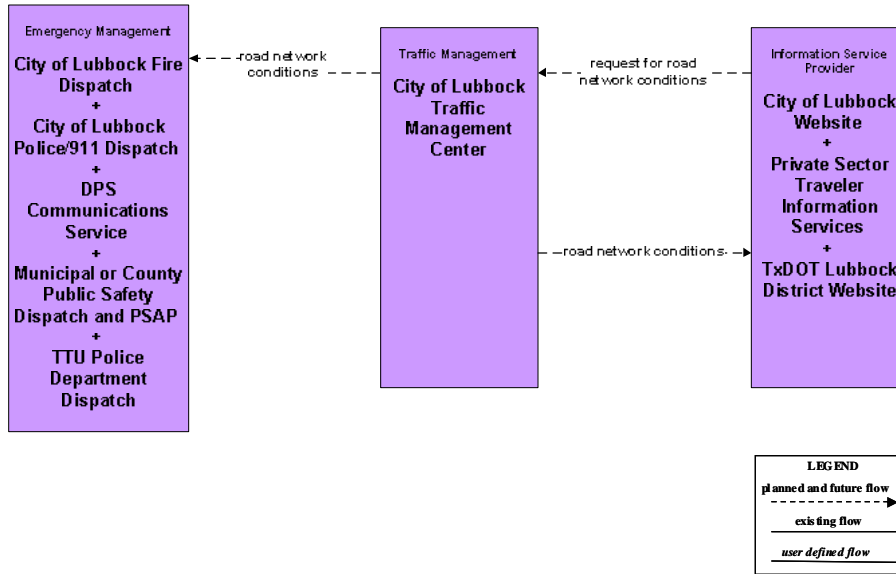 Emergency Management
City of Lubbock Fire
Dispatch
+
City of Lubbock
Police/911 Dispatch
+
DPS
Communications
Service
+
Municipal or County
Public Safety
Dispatch and PSAP
+
TTU Police
Department
Dispatch
road network
conditions
Traffic Management
City of Lubbock
Traffic
Management
Center
request for road
network conditions
road network conditions
Information Service
Provider
City of Lubbock
Website
+
Private Sector
Traveler
Information
Services
+
TxDOT Lubbock
District Website
LEGEND
planned and future flow
existing flow
user defined flow